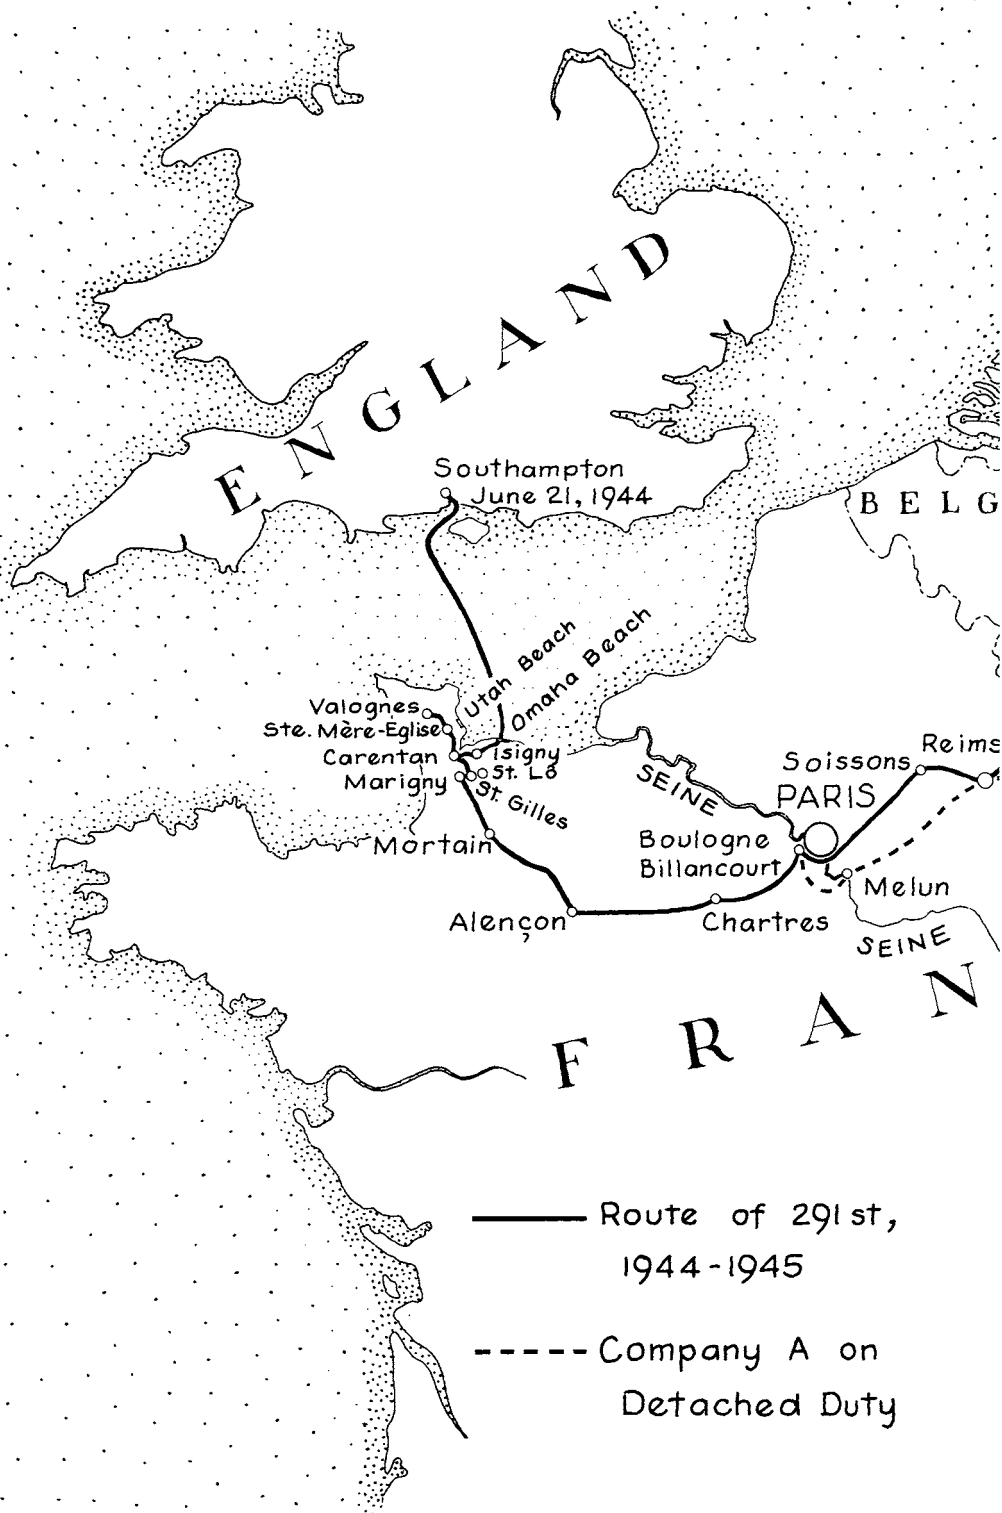 ENGLAND
Southampton
June 21, 1944
BELG
Utah Beach
Omaha Beach
Valognes
Ste. Mère-Eglise
Carentan
Isigny
Marigny
St. Lô
St. Gilles
Mortain
SEINE
Soissons
Reims
PARIS
Boulogne
Billancourt
Melun
Alençon
Chartres
SEINE
FRAN
Route of 291st,
1944-1945
Company A on
Detached Duty